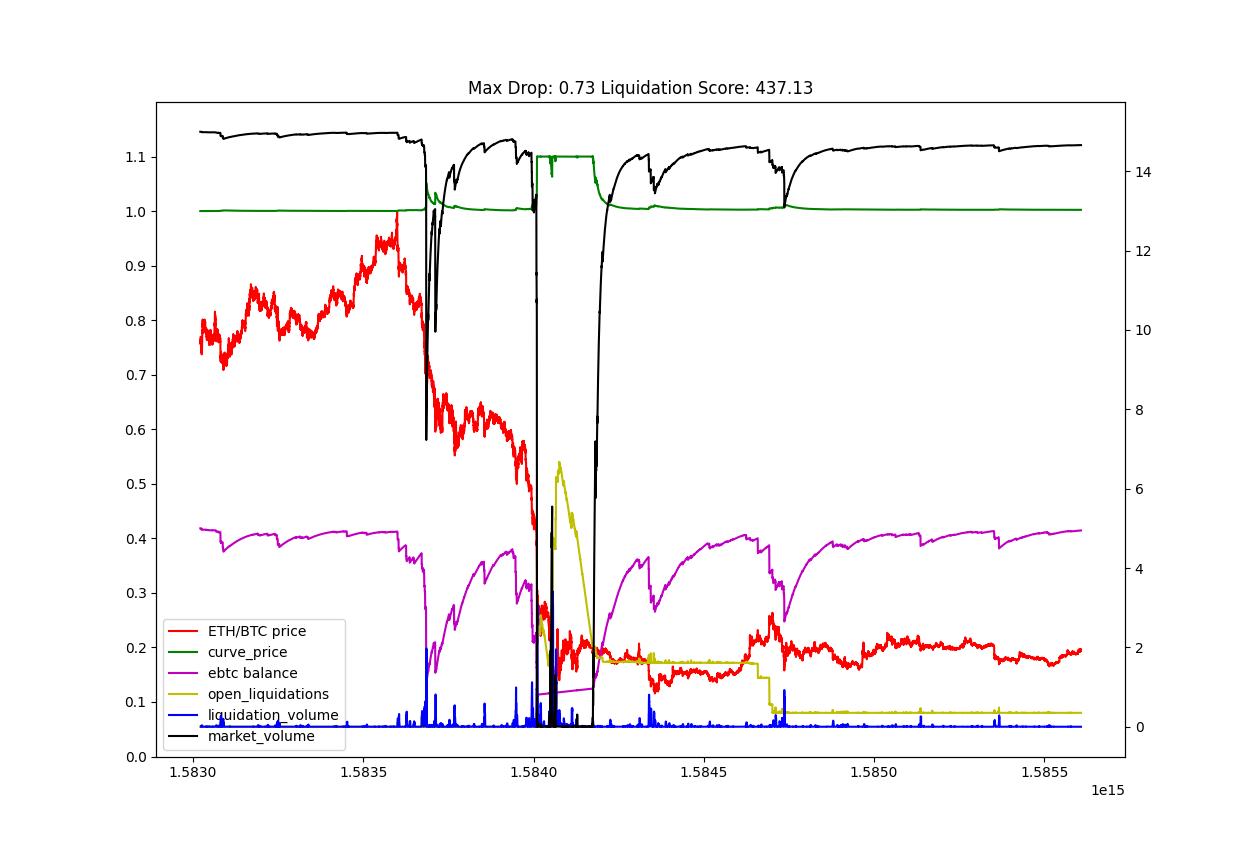 Max Drop: 0.73 Liquidation Score: 437.13
1.1
1.0
0.9
0.8
0.7
0.6
0.5
0.4
0.3
0.2
0.1
0.0
14
12
10
8
6
4
2
0
ETH/BTC price
curve_price
ebtc balance
open_liquidations
liquidation_volume
market_volume
1.5830 1.5835 1.5840 1.5845 1.5850 1.5855
1e15